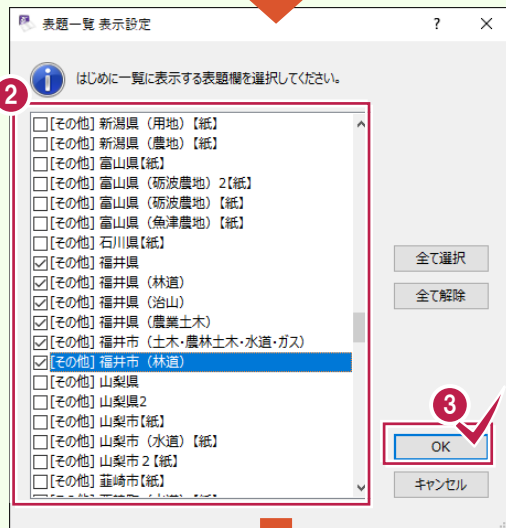 表題一覧 表示設定
?
はじめに一覧に表示する表題欄を選択してください。
2
[その他] 新潟県（用地）【紙】
[その他] 新潟県（農地）【紙】
[その他] 富山県【紙】
[その他] 富山県（砺波農地）2【紙】
[その他] 富山県（砺波農地）【紙】
[その他] 富山県（魚津農地）【紙】
[その他] 石川県【紙】
[その他] 福井県
[その他] 福井県（林道）
[その他] 福井県（治山）
[その他] 福井県（農業土木）
[その他] 福井市（土木・農林土木・水道・ガス）
[その他] 福井市（林道）
[その他] 山梨県
[その他] 山梨県2
[その他] 山梨市【紙】
[その他] 山梨市（水道）【紙】
[その他] 山梨市２【紙】
[その他] 韮崎市【紙】
全て選択
全て解除
3
OK
キャンセル